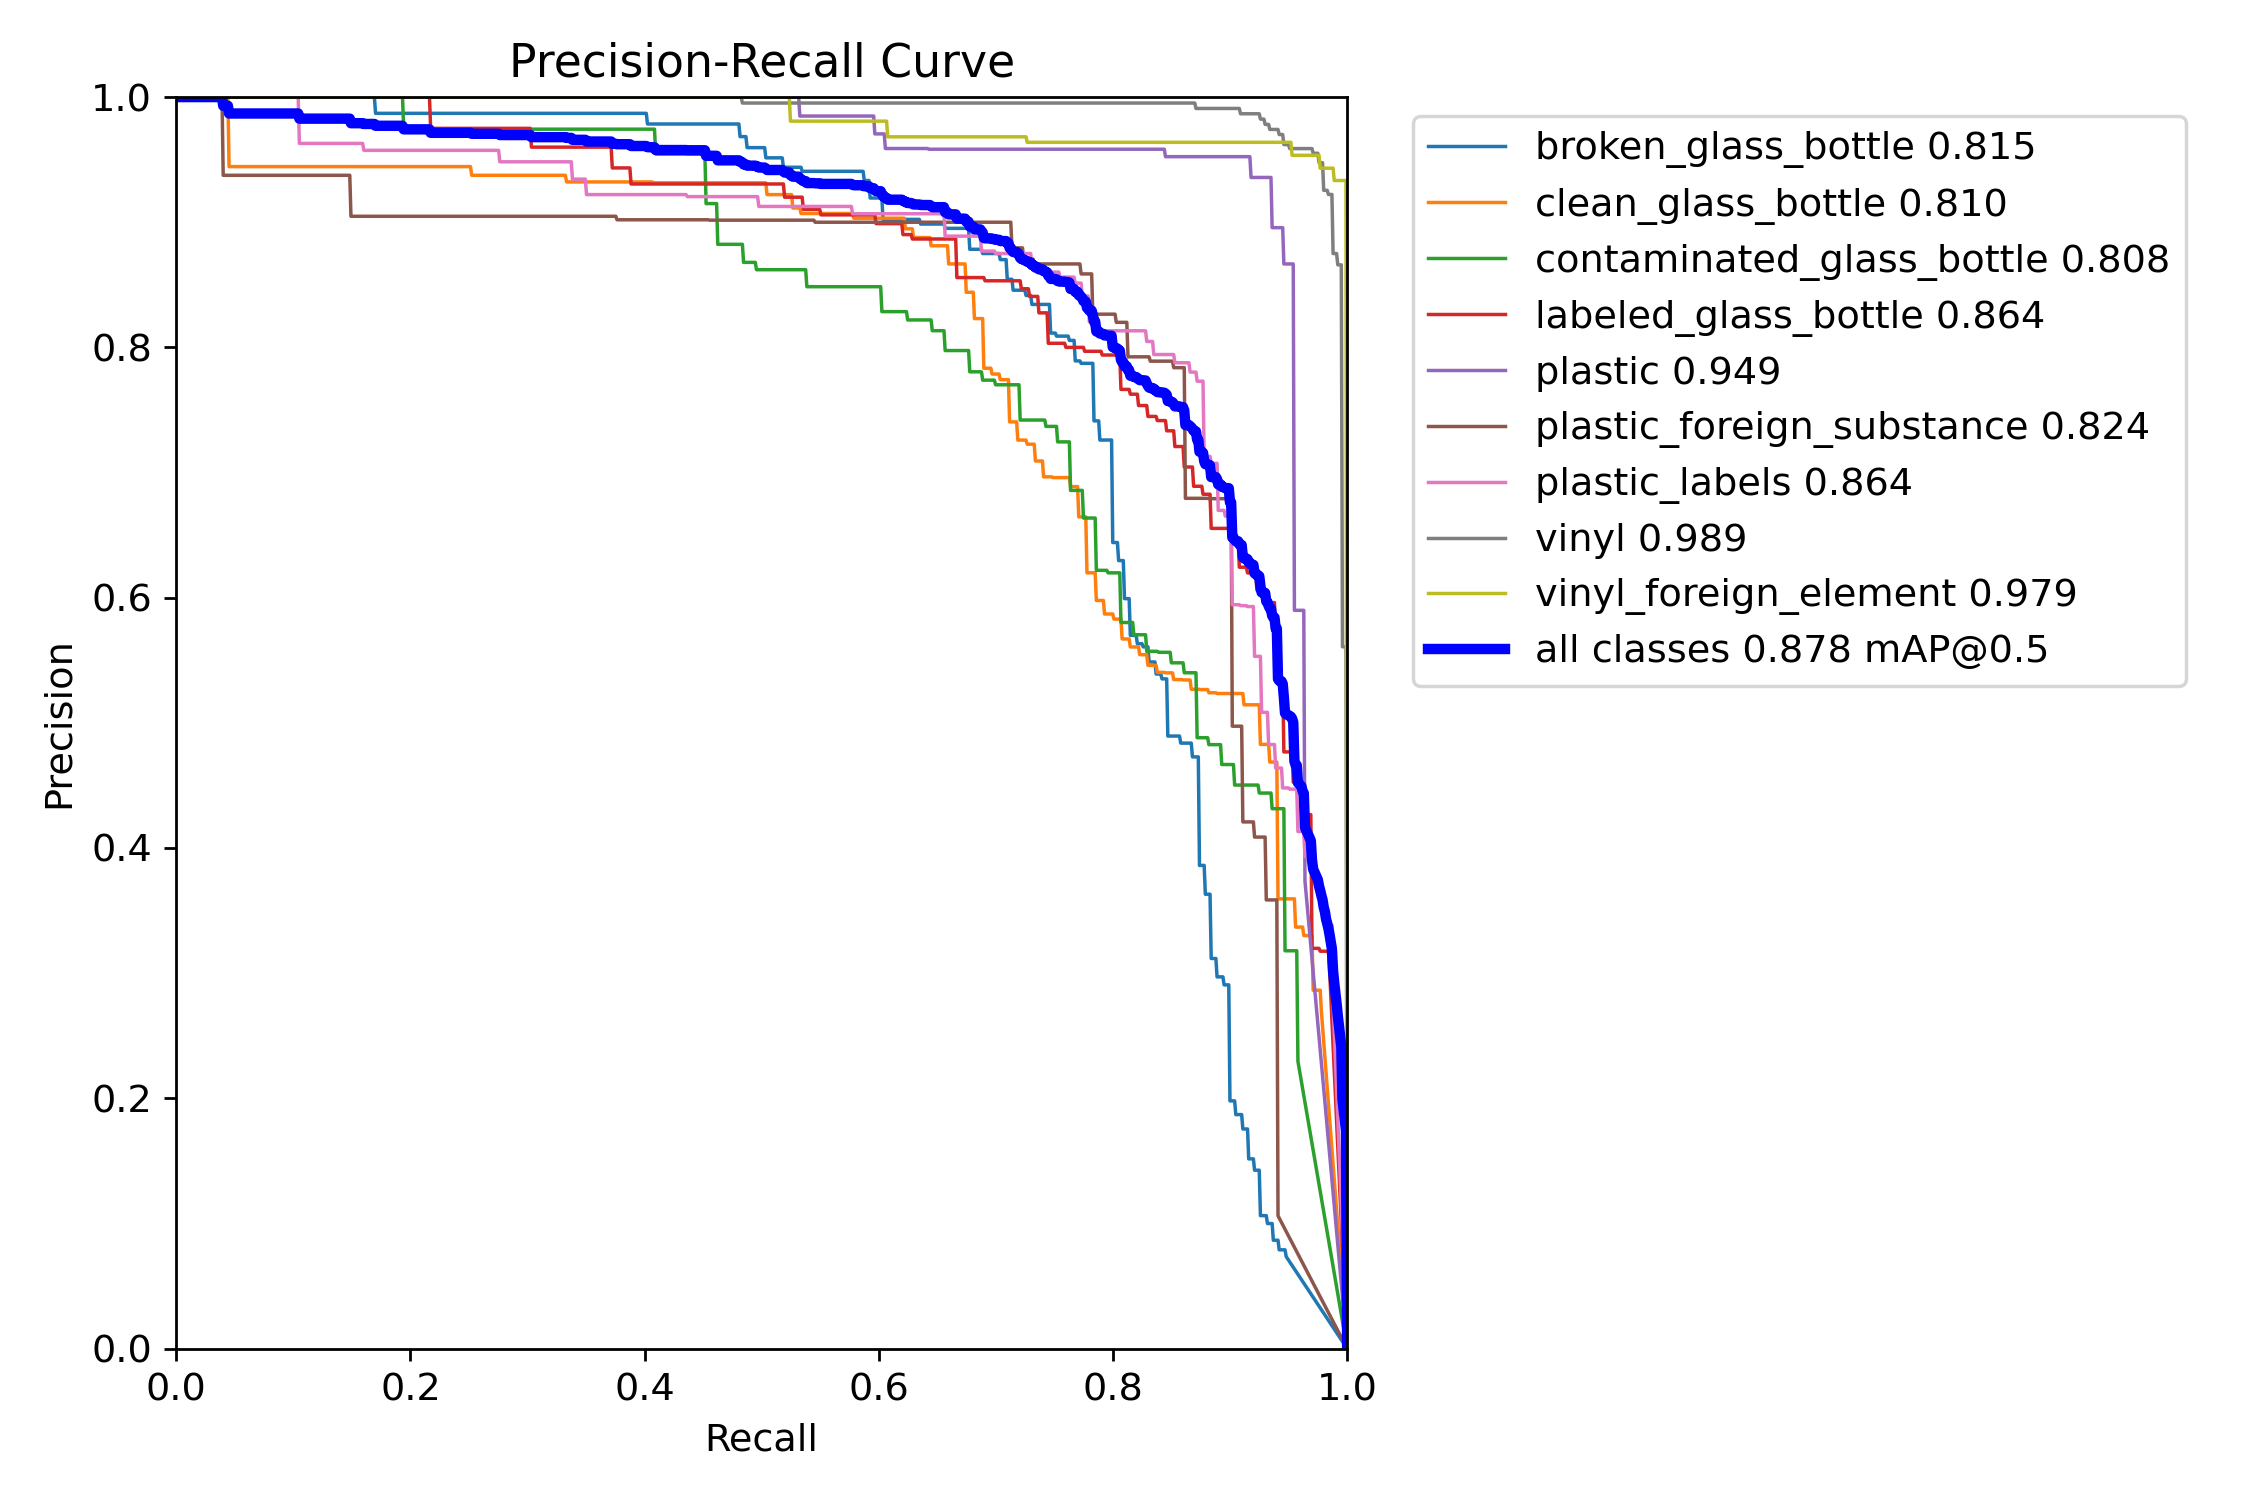 Precision-Recall Curve
1.0
0.8
0.6
0.4
0.2
0.0
Precision
0.0 0.2 0.4 0.6 0.8 1.0
Recall
broken_glass_bottle 0.815
clean_glass_bottle 0.810
contaminated_glass_bottle 0.808
labeled_glass_bottle 0.864
plastic 0.949
plastic_foreign_substance 0.824
plastic_labels 0.864
vinyl 0.989
vinyl_foreign_element 0.979
all classes 0.878 mAP@0.5